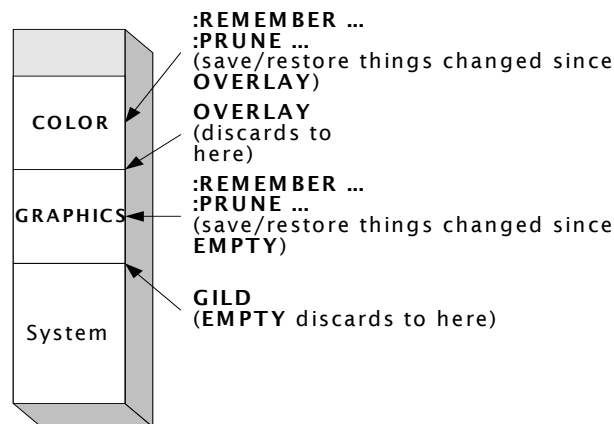 :REMEMBER ...
:PRUNE ...
(save/restore things changed since
OVERLAY)
COLOR
OVERLAY
(discards to
here)
:REMEMBER ...
:PRUNE ...
(save/restore things changed since
EMPTY)
GRAPHICS
GILD
(EMPTY discards to here)
System